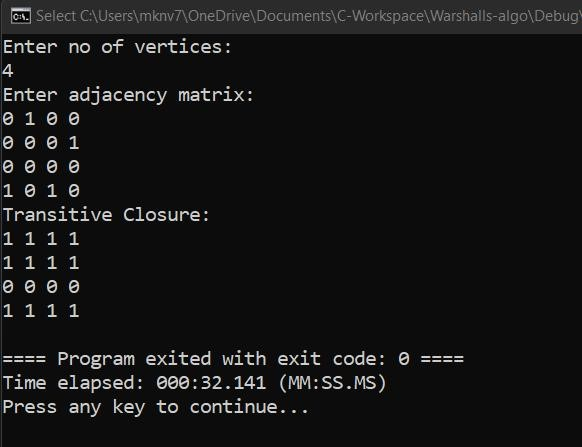 Select C:\Users\mknv7\OneDrive\Documents\C-Workspace\Warshalls-algo\Debug\
Enter no of vertices:
4
Enter adjacency matrix:
0 1 0 0
0 0 0 1
0 0 0 0
1 0 1 0
Transitive Closure:
1 1 1 1
1 1 1 1
0 0 0 0
1 1 1 1
==== Program exited with exit code: 0 ====
Time elapsed: 000:32.141 (MM:SS.MS)
Press any key to continue...